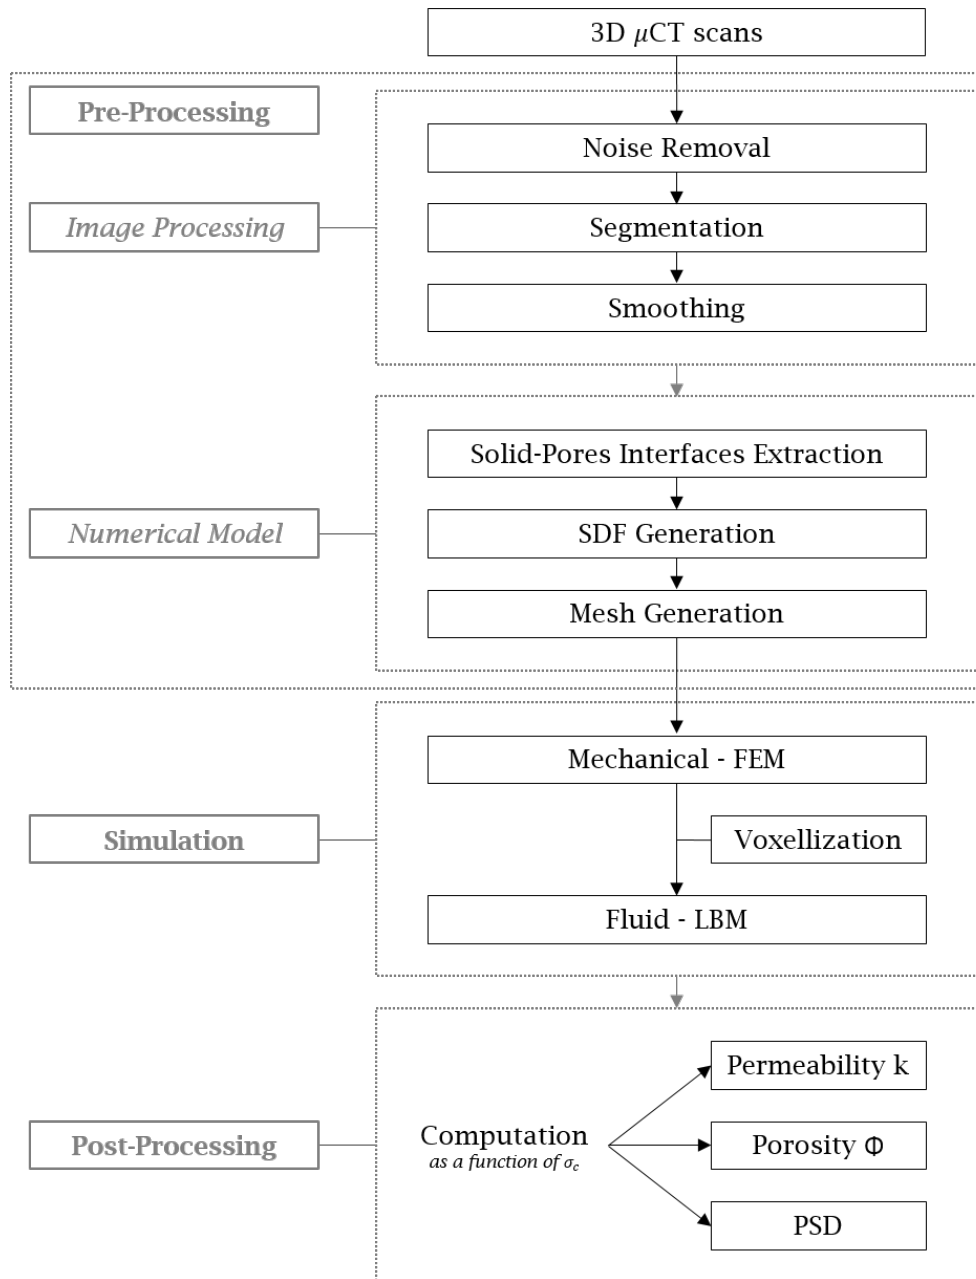 3D μCT scans
Pre-Processing
Noise Removal
Image Processing
Segmentation
Smoothing
Solid-Pores Interfaces Extraction
Numerical Model
SDF Generation
Mesh Generation
Mechanical - FEM
Simulation
Voxellization
Fluid - LBM
Permeability k
Post-Processing
Computation
as a function of σc
Porosity Φ
PSD